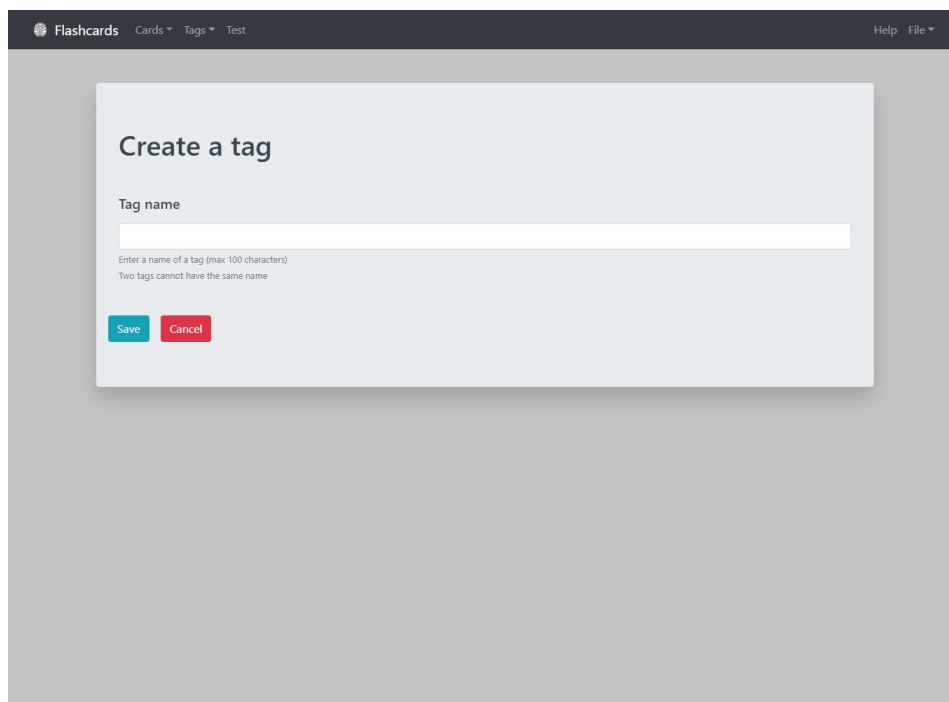 Flashcards Cards Tags Test Help File
Create a tag
Tag name
Enter a name of a tag (max 100 characters)
Two tags cannot have the same name
Save Cancel